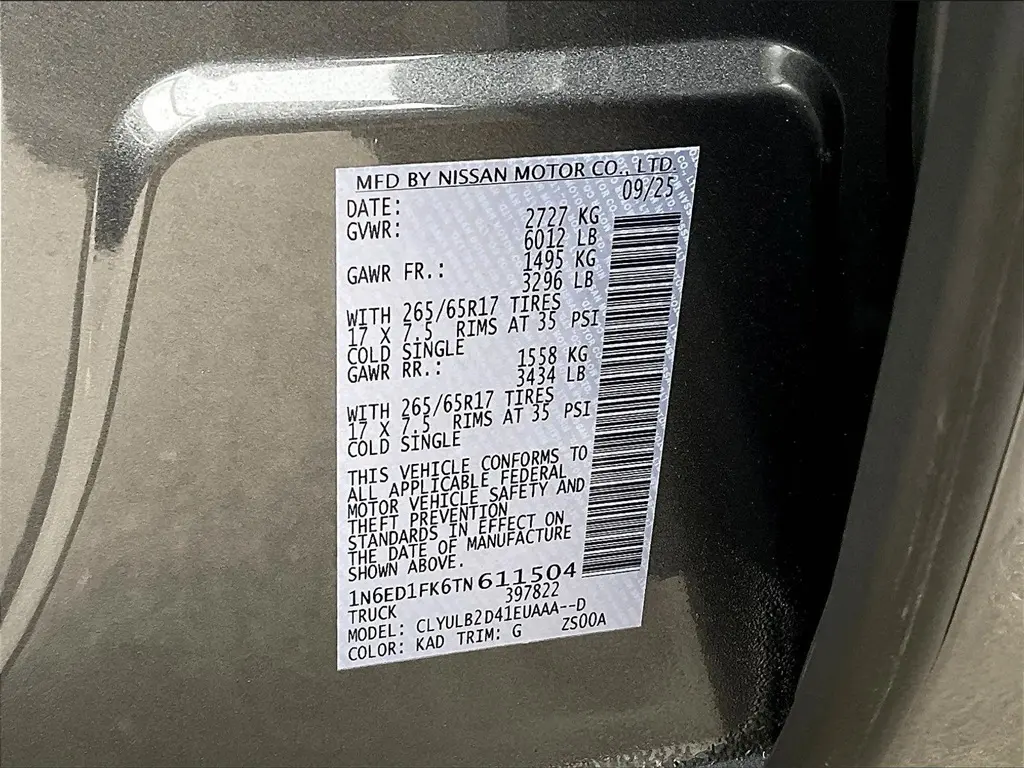 MFD BY NISSAN MOTOR CO., LTD.
DATE: 09/25
GVWR: 2727 KG
6012 LB
GAWR FR.: 1495 KG
3296 LB
WITH 265/65R17 TIRES
17 X 7.5 RIMS AT 35 PSI
COLD SINGLE
GAWR RR.: 1558 KG
3434 LB
WITH 265/65R17 TIRES
17 X 7.5 RIMS AT 35 PSI
COLD SINGLE
THIS VEHICLE CONFORMS TO
ALL APPLICABLE FEDERAL
MOTOR VEHICLE SAFETY AND
THEFT PREVENTION
STANDARDS IN EFFECT ON
THE DATE OF MANUFACTURE
SHOWN ABOVE.
1N6ED1FK6TN611504
TRUCK 397822
MODEL: CLYULB2D41EUAAA--D
COLOR: KAD TRIM: G ZS00A